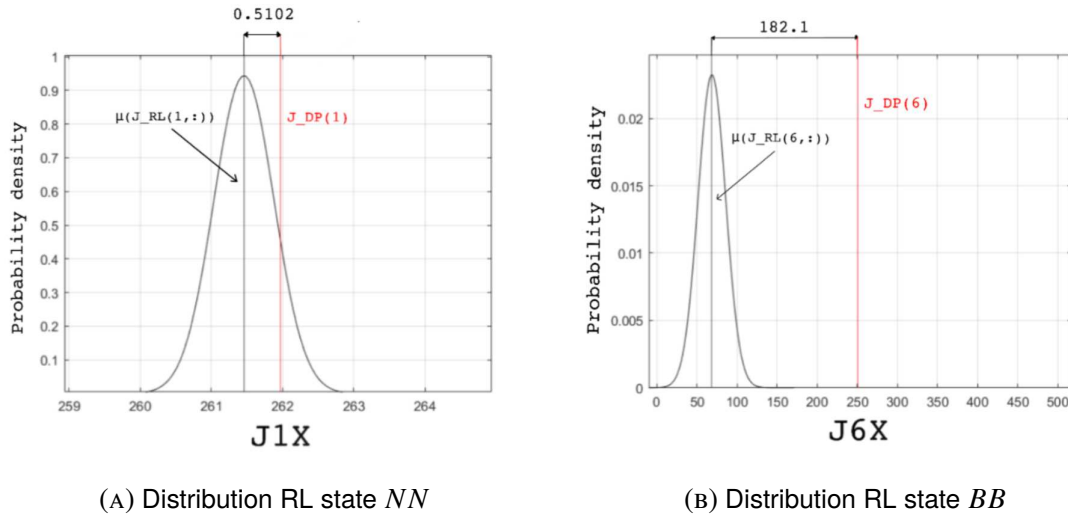 0.5102
1
0.9
0.8
0.7
0.6
0.5
0.4
0.3
0.2
0.1
Probability density
μ(J_RL(1,:))
J_DP(1)
259 260 261 262 263 264
J1X
(A) Distribution RL state NN
182.1
0.02
0.015
0.01
0.005
0
Probability density
μ(J_RL(6,:))
J_DP(6)
0 50 100 150 200 250 300 350 400 450 500
J6X
(B) Distribution RL state BB